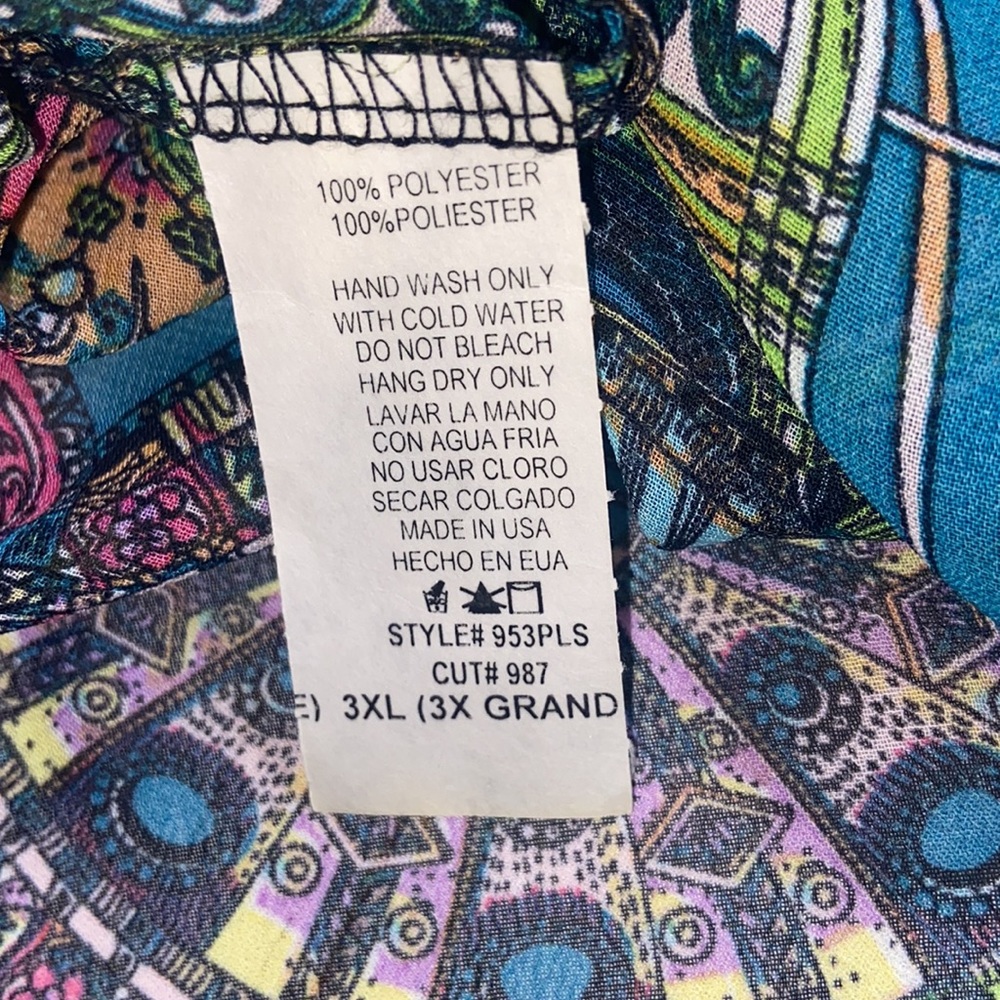 100% POLYESTER
100%POLIESTER
HAND WASH ONLY
WITH COLD WATER
DO NOT BLEACH
HANG DRY ONLY
LAVAR LA MANO
CON AGUA FRIA
NO USAR CLORO
SECAR COLGADO
MADE IN USA
HECHO EN EUA
STYLE# 953PLS
CUT# 987
E) 3XL (3X GRAND